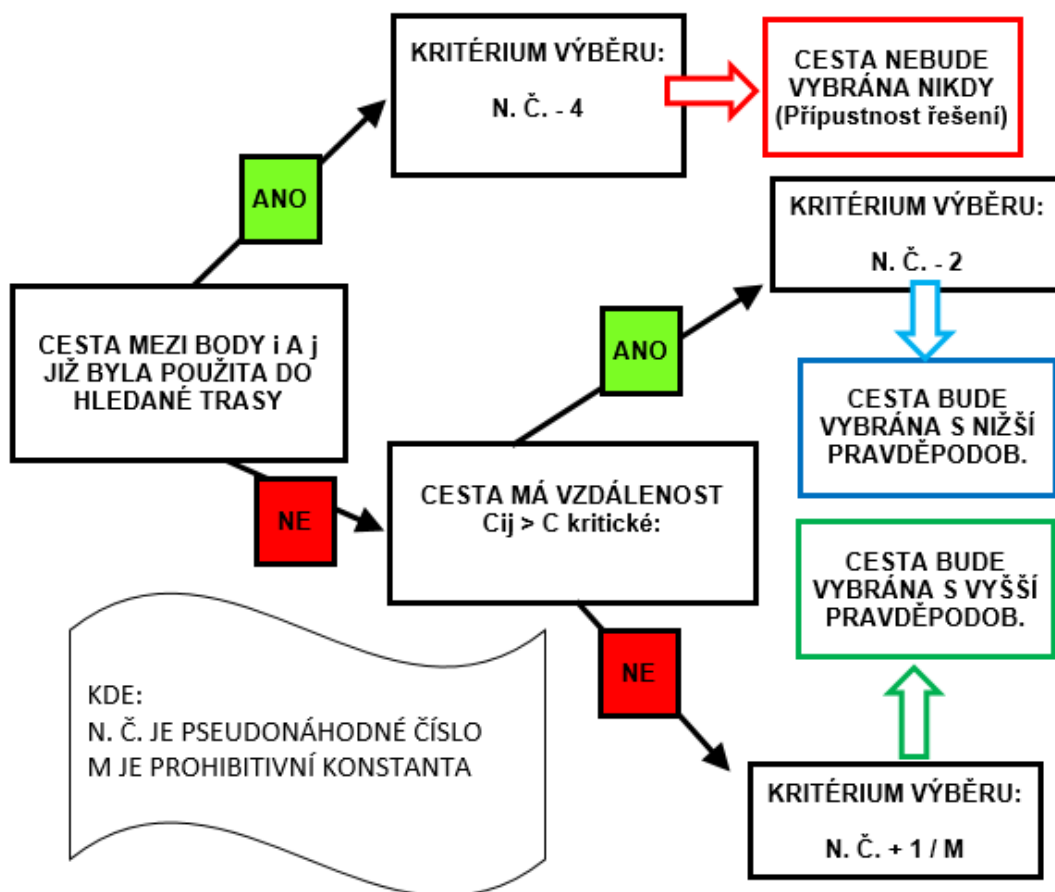 KRITÉRIUM VÝBĚRU:
N. Č. - 4
CESTA NEBUDE
VYBRÁNA NIKDY
(Přípustnost řešení)
ANO
KRITÉRIUM VÝBĚRU:
N. Č. - 2
CESTA MEZI BODY i A j
JIŽ BYLA POUŽITA DO
HLEDANÉ TRASY
ANO
CESTA BUDE
VYBRÁNA S NIŽŠÍ
PRAVDĚPODOB.
NE
CESTA MÁ VZDÁLENOST
Cij > C kritické:
CESTA BUDE
VYBRÁNA S VYŠŠÍ
PRAVDĚPODOB.
NE
KDE:
N. Č. JE PSEUDONÁHODNÉ ČÍSLO
M JE PROHIBITIVNÍ KONSTANTA
KRITÉRIUM VÝBĚRU:
N. Č. + 1 / M